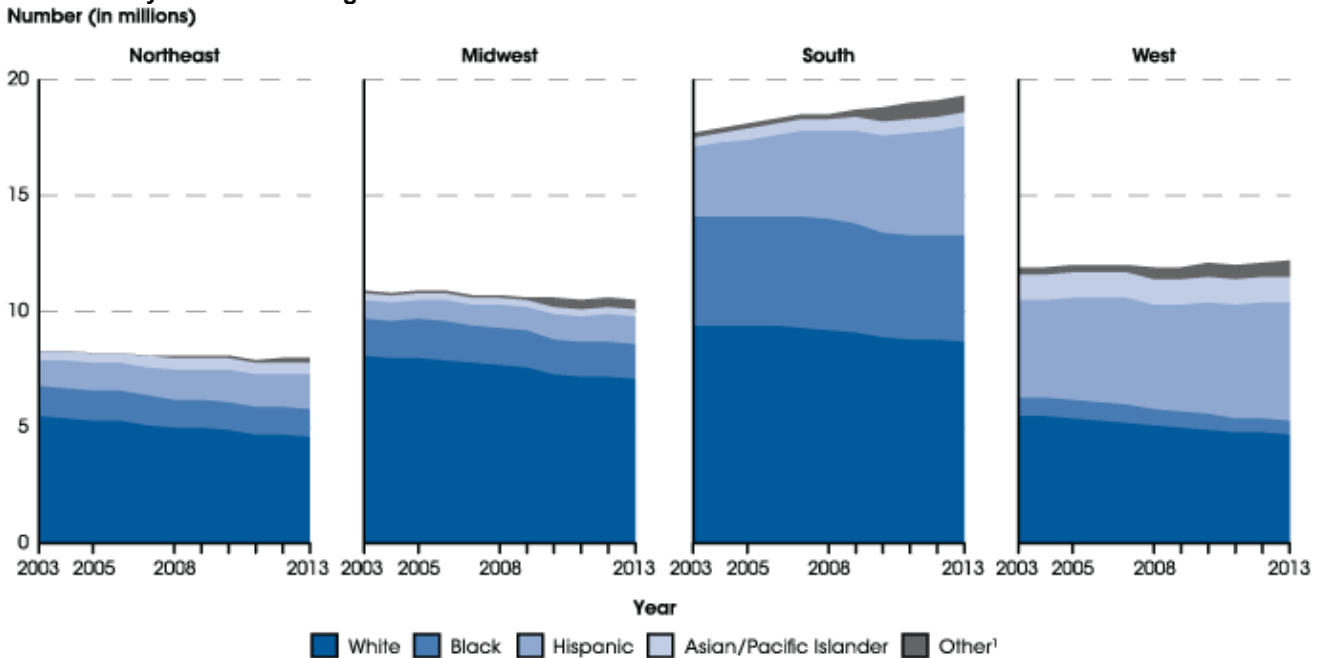 Number (in millions)
Northeast Midwest South West
20
15
10
5
0
2003 2005 2008 2013 2003 2005 2008 2013 2003 2005 2008 2013 2003 2005 2008 2013
Year
White Black Hispanic Asian/Pacific Islander Other¹